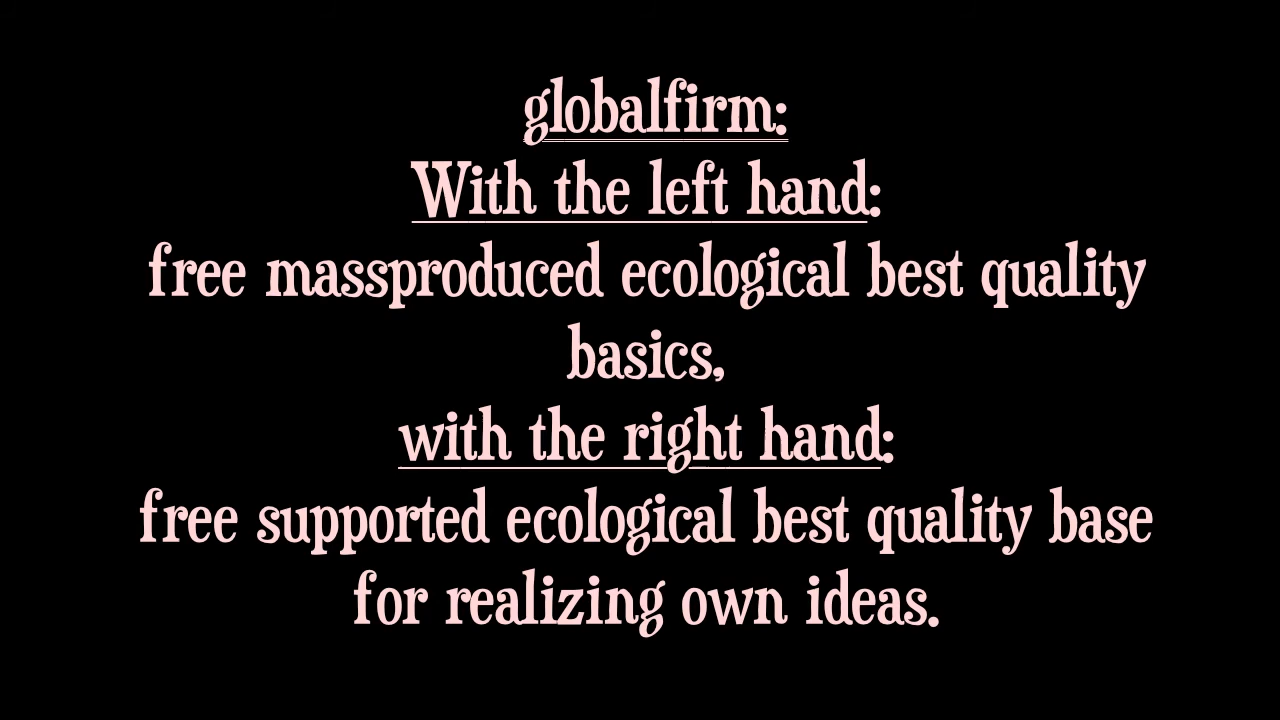 globalfirm:
With the left hand:
free massproduced ecological best quality
basics,
with the right hand:
free supported ecological best quality base
for realizing own ideas.